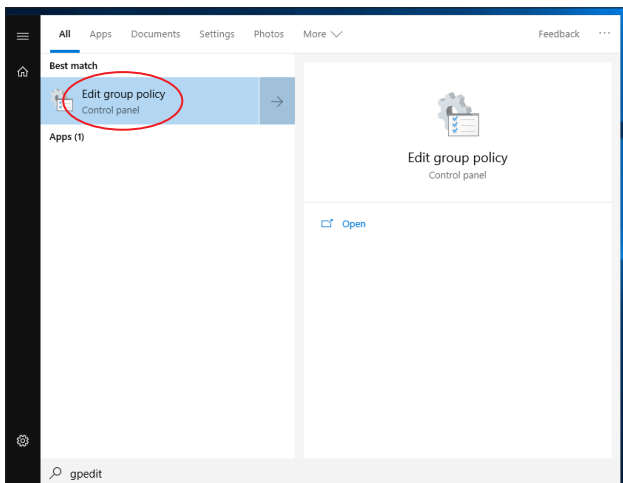 All Apps Documents Settings Photos More Feedback ...
Best match
Edit group policy
Control panel
Apps (1)
Edit group policy
Control panel
Open
gpedit